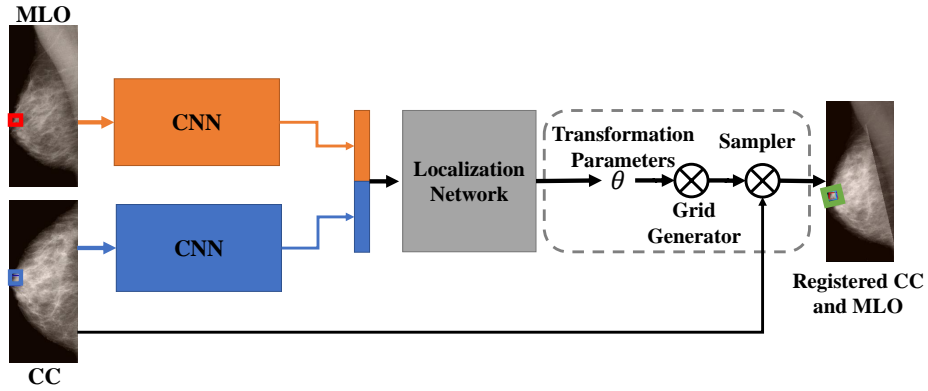 MLO
CNN
CNN
CC
Localization
Network
Transformation
Parameters
θ
Grid
Generator
Sampler
Registered CC
and MLO